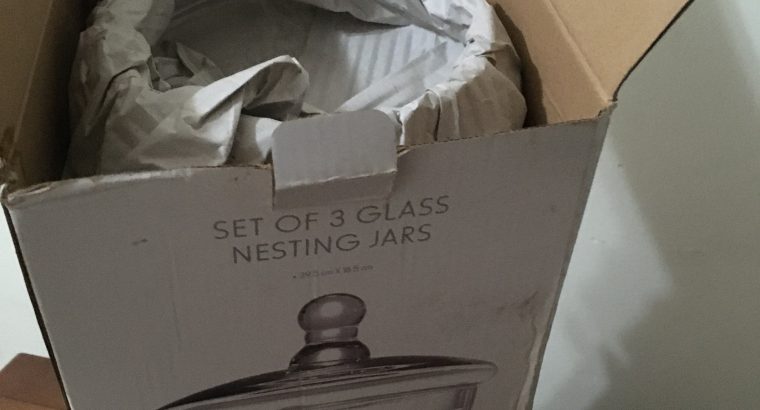 SET OF 3 GLASS
NESTING JARS